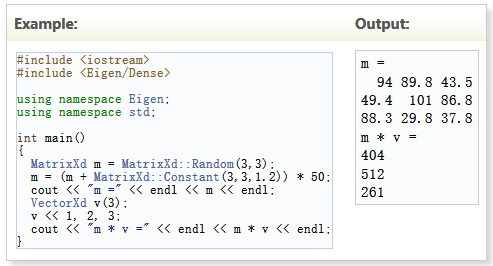 Example:
#include <iostream>
#include <Eigen/Dense>
using namespace Eigen;
using namespace std;
int main()
{
  MatrixXd m = MatrixXd::Random(3,3);
  m = (m + MatrixXd::Constant(3,3,1.2)) * 50;
  cout << "m =" << endl << m << endl;
  VectorXd v(3);
  v << 1, 2, 3;
  cout << "m * v =" << endl << m * v << endl;
}
Output:
m =
  94 89.8 43.5
49.4  101 86.8
88.3 29.8 37.8
m * v =
404
512
261